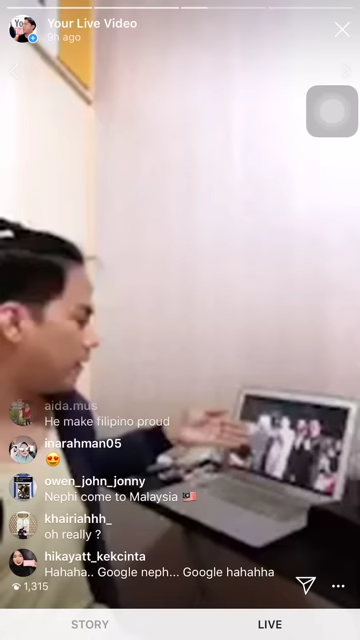 Your Live Video
9h ago
aida.mus
He make filipino proud
inarahman05
😍
owen_john_jonny
Nephi come to Malaysia 🇲🇾
khairiahhh_
oh really ?
hikayatt_kekcinta
Hahaha.. Google neph... Google hahahha
1,315
STORY
LIVE